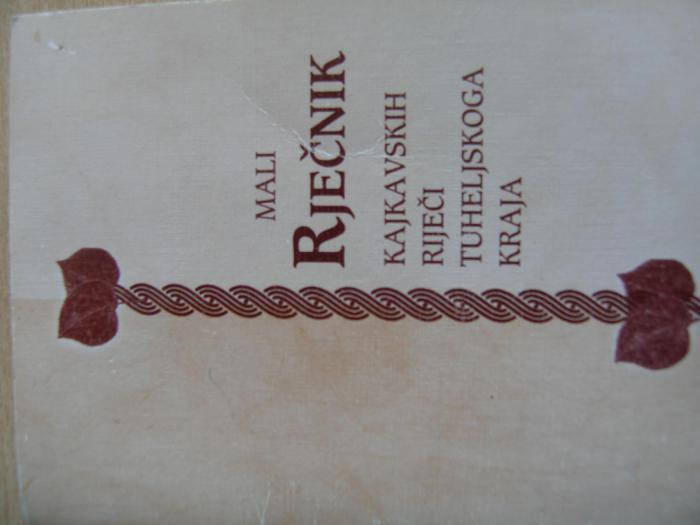 MALI
RJEČNIK
KAJKAVSKIH
RIJEČI
TUHELJSKOGA
KRAJA